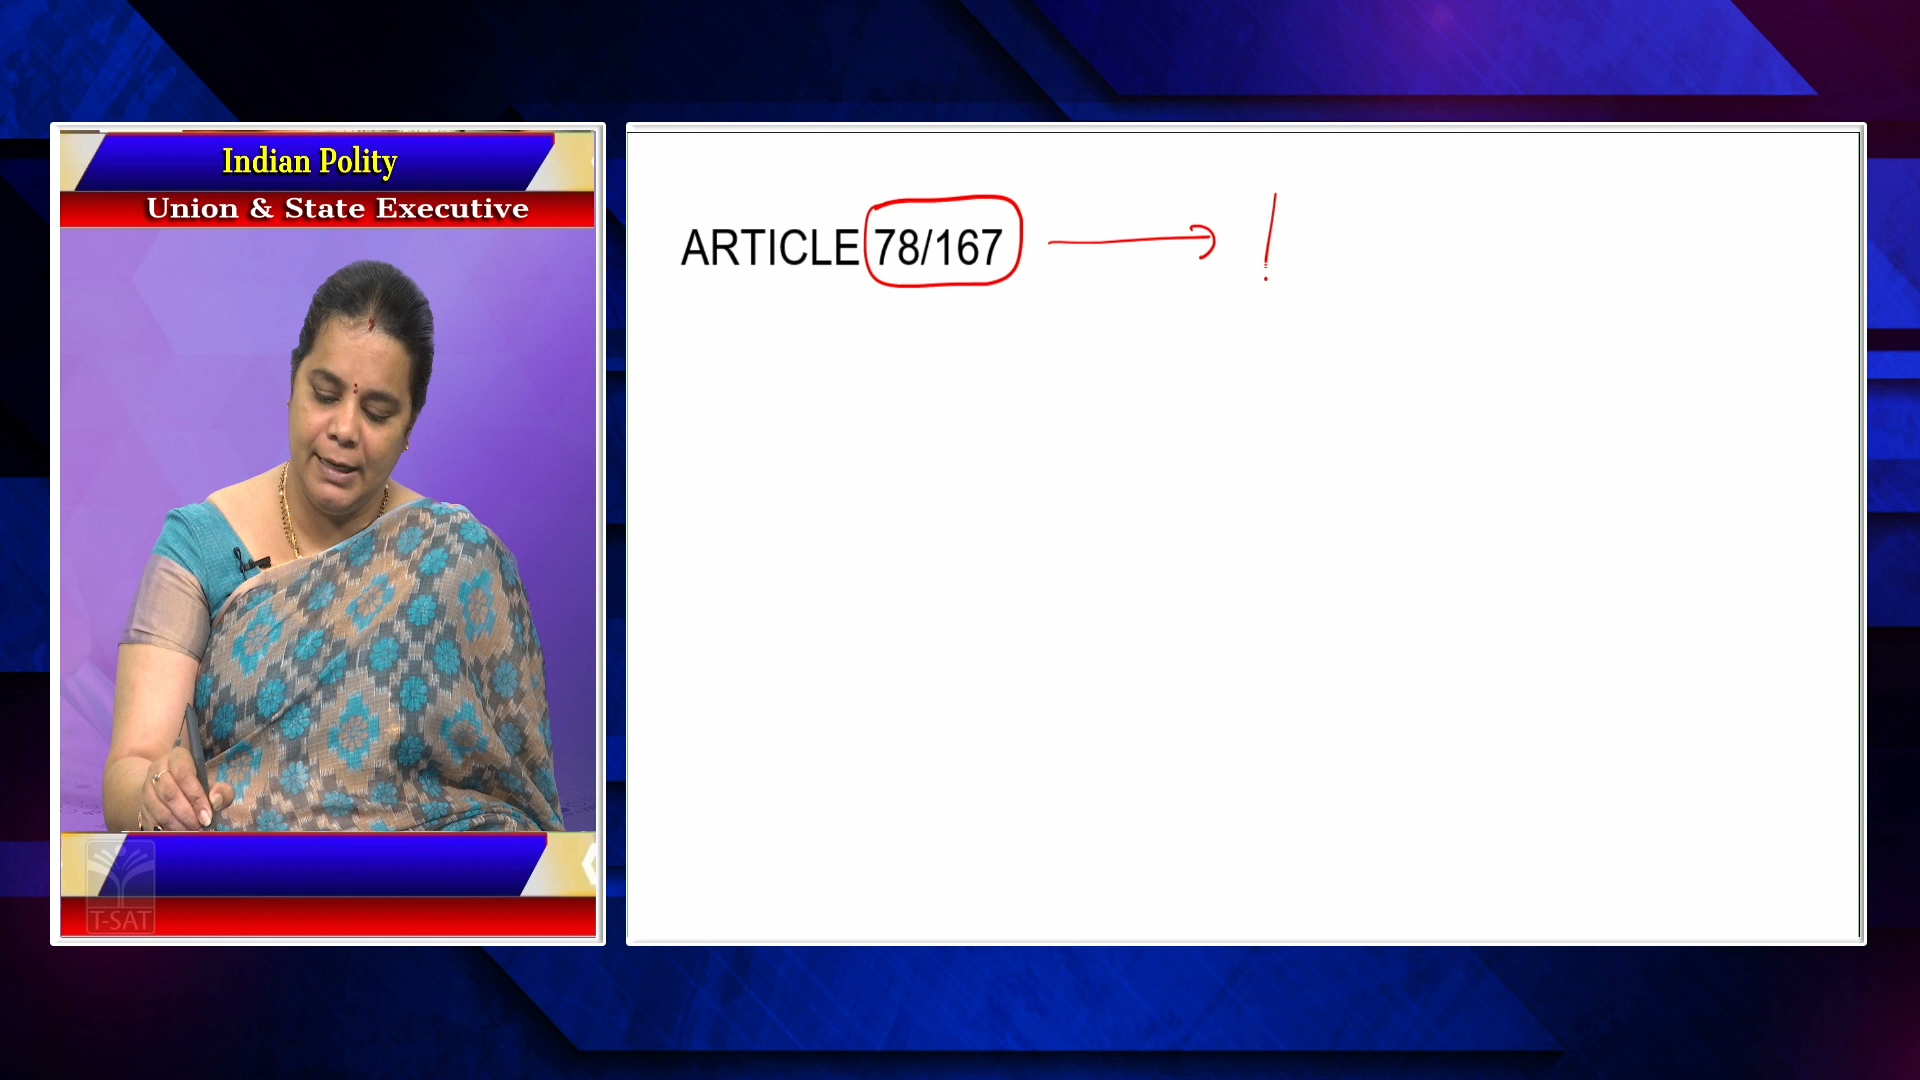 Indian Polity
Union & State Executive
ARTICLE 78/167
T-SAT